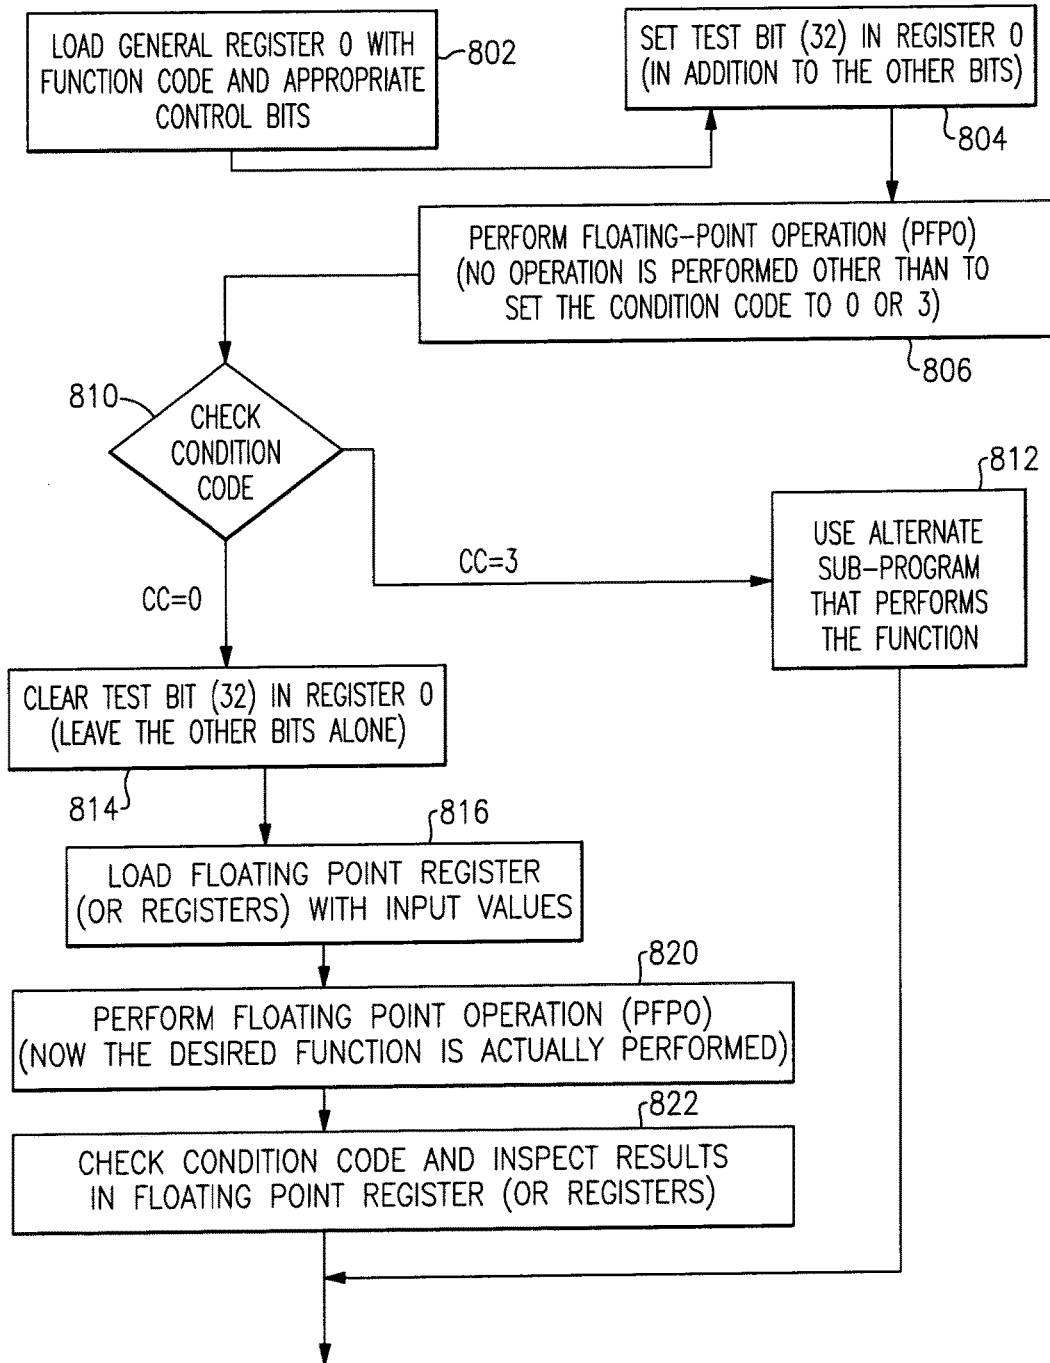 LOAD GENERAL REGISTER 0 WITH
FUNCTION CODE AND APPROPRIATE
CONTROL BITS
802
SET TEST BIT (32) IN REGISTER 0
(IN ADDITION TO THE OTHER BITS)
804
PERFORM FLOATING-POINT OPERATION (PFPO)
(NO OPERATION IS PERFORMED OTHER THAN TO
SET THE CONDITION CODE TO 0 OR 3)
806
810
CHECK
CONDITION
CODE
812
USE ALTERNATE
SUB-PROGRAM
THAT PERFORMS
THE FUNCTION
CC=3
CC=0
CLEAR TEST BIT (32) IN REGISTER 0
(LEAVE THE OTHER BITS ALONE)
814
816
LOAD FLOATING POINT REGISTER
(OR REGISTERS) WITH INPUT VALUES
820
PERFORM FLOATING POINT OPERATION (PFPO)
(NOW THE DESIRED FUNCTION IS ACTUALLY PERFORMED)
822
CHECK CONDITION CODE AND INSPECT RESULTS
IN FLOATING POINT REGISTER (OR REGISTERS)